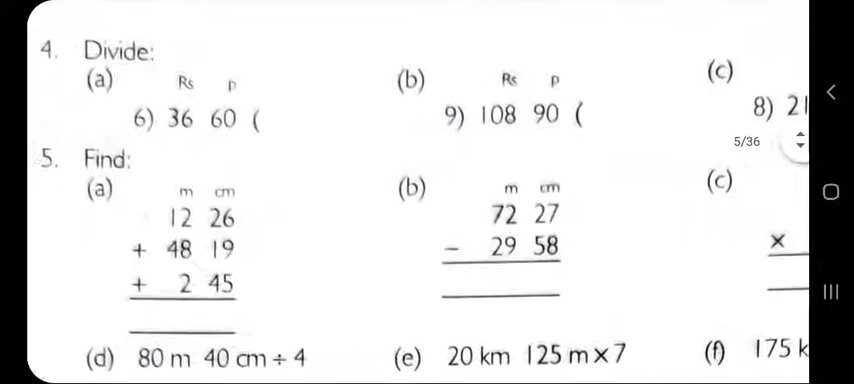 4. Divide:
(a) Rs p (b) Rs p (c)
6) 36 60 ( 9) 108 90 ( 8) 21
5/36
5. Find:
(a) m cm (b) m cm (c)
12 26 72 27
+ 48 19 − 29 58 ×
+ 2 45
(d) 80 m 40 cm ÷ 4 (e) 20 km 125 m × 7 (f) 175 k